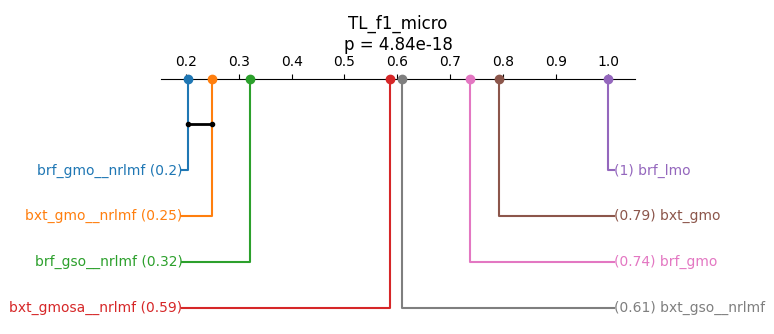 TL_f1_micro
p = 4.84e-18
0.2 0.3 0.4 0.5 0.6 0.7 0.8 0.9 1.0
brf_gmo__nrlmf (0.2) (1) brf_lmo
bxt_gmo__nrlmf (0.25) (0.79) bxt_gmo
brf_gso__nrlmf (0.32) (0.74) brf_gmo
bxt_gmosa__nrlmf (0.59) (0.61) bxt_gso__nrlmf